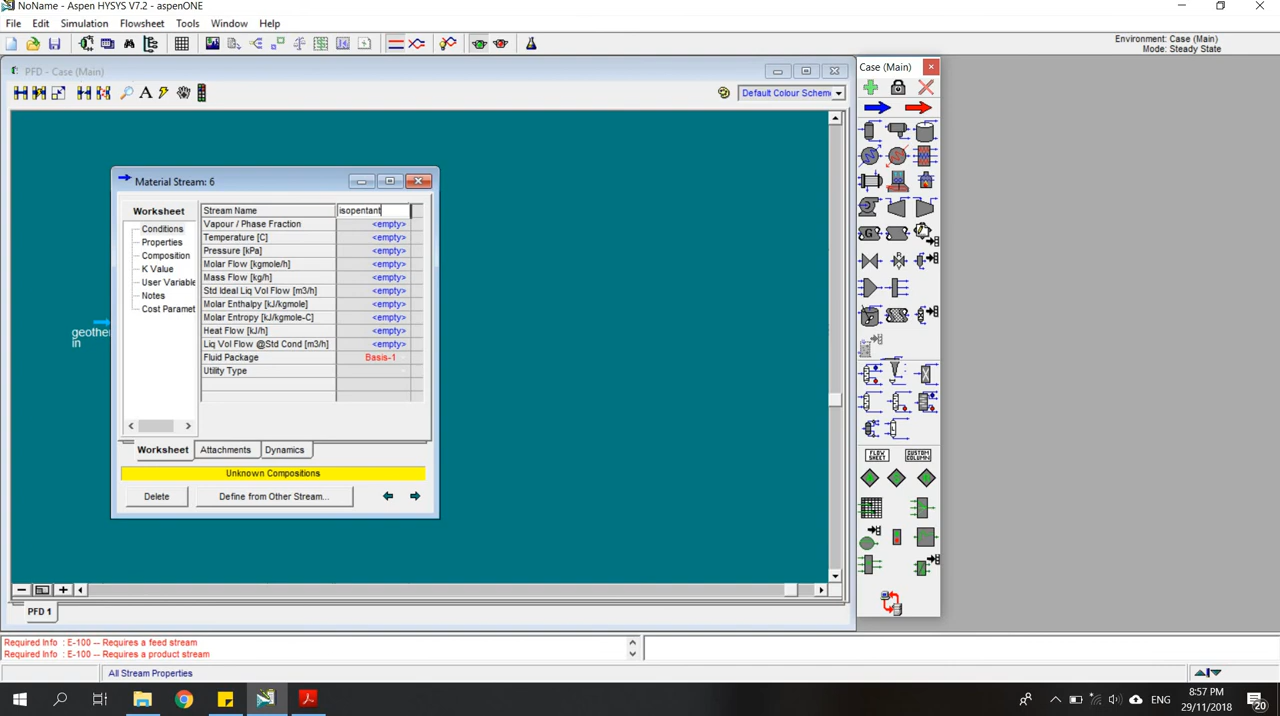 NoName - Aspen HYSYS V7.2 - aspenONE
File Edit Simulation Flowsheet Tools Window Help
Environment: Case (Main)
Mode: Steady State
PFD - Case (Main)
Case (Main)
A
Default Colour Scheme
Material Stream: 6
Worksheet
Conditions
Properties
Composition
K Value
User Variable
Notes
Cost Paramet
Stream Name isopentant
Vapour / Phase Fraction <empty>
Temperature [C] <empty>
Pressure [kPa] <empty>
Molar Flow [kgmole/h] <empty>
Mass Flow [kg/h] <empty>
Std Ideal Liq Vol Flow [m3/h] <empty>
Molar Enthalpy [kJ/kgmole] <empty>
Molar Entropy [kJ/kgmole-C] <empty>
Heat Flow [kJ/h] <empty>
Liq Vol Flow @Std Cond [m3/h] <empty>
Fluid Package Basis-1
Utility Type
geother
in
Worksheet Attachments Dynamics
Unknown Compositions
Delete Define from Other Stream...
FLOW SHEET
CUSTOM COLUMN
PFD 1
Required Info : E-100 -- Requires a feed stream
Required Info : E-100 -- Requires a product stream
All Stream Properties
ENG
8:57 PM
29/11/2018
20